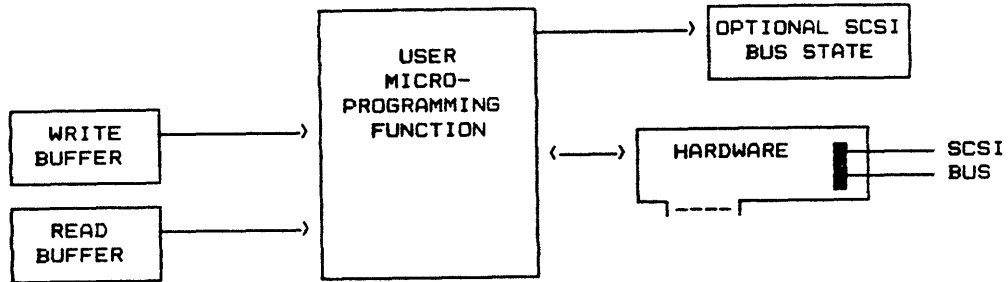 OPTIONAL SCSI
BUS STATE
USER
MICRO-
PROGRAMMING
FUNCTION
WRITE
BUFFER
HARDWARE
SCSI
BUS
READ
BUFFER